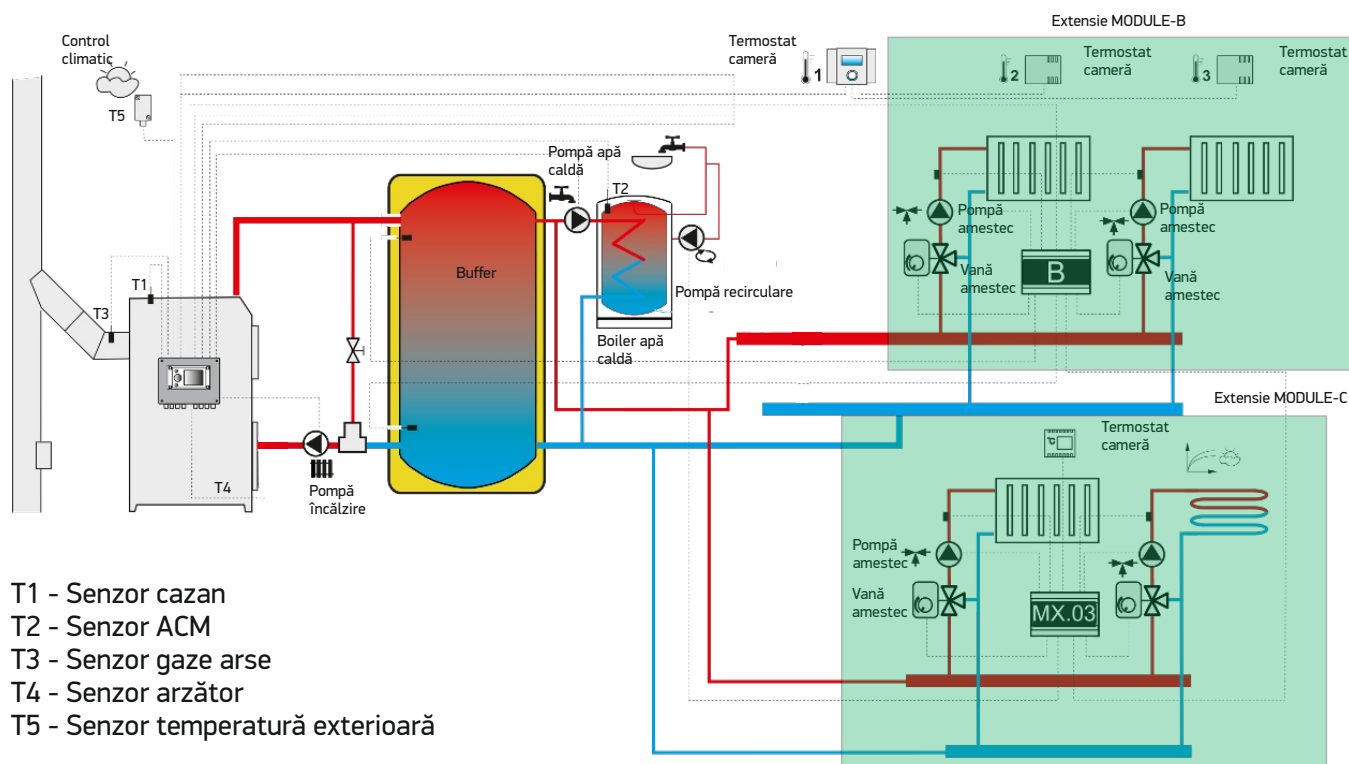 Extensie MODULE-B
Control
climatic
T5
Termostat
cameră
1
2
Termostat
cameră
3
Termostat
cameră
Pompă apă
caldă
T2
Buffer
Pompă recirculare
Boiler apă
caldă
T1
T3
T4
Pompă
încălzire
Pompă
amestec
Vană
amestec
B
Pompă
amestec
Vană
amestec
Extensie MODULE-C
Termostat
cameră
°C
Pompă
amestec
Vană
amestec
MX.03
T1 - Senzor cazan
T2 - Senzor ACM
T3 - Senzor gaze arse
T4 - Senzor arzător
T5 - Senzor temperatură exterioară